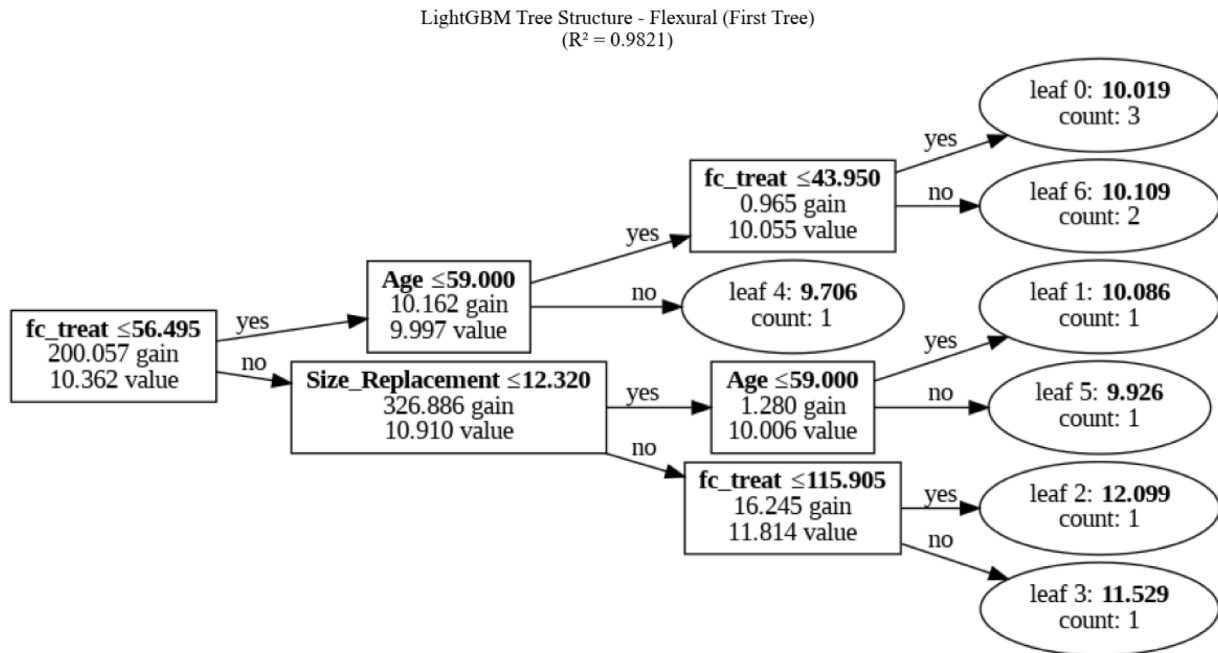 LightGBM Tree Structure - Flexural (First Tree)
(R² = 0.9821)
fc_treat ≤56.495
200.057 gain
10.362 value
yes
no
Age ≤59.000
10.162 gain
9.997 value
yes
no
Size_Replacement ≤12.320
326.886 gain
10.910 value
yes
no
fc_treat ≤43.950
0.965 gain
10.055 value
yes
no
leaf 4: 9.706
count: 1
Age ≤59.000
1.280 gain
10.006 value
yes
no
fc_treat ≤115.905
16.245 gain
11.814 value
yes
no
leaf 0: 10.019
count: 3
leaf 6: 10.109
count: 2
leaf 1: 10.086
count: 1
leaf 5: 9.926
count: 1
leaf 2: 12.099
count: 1
leaf 3: 11.529
count: 1